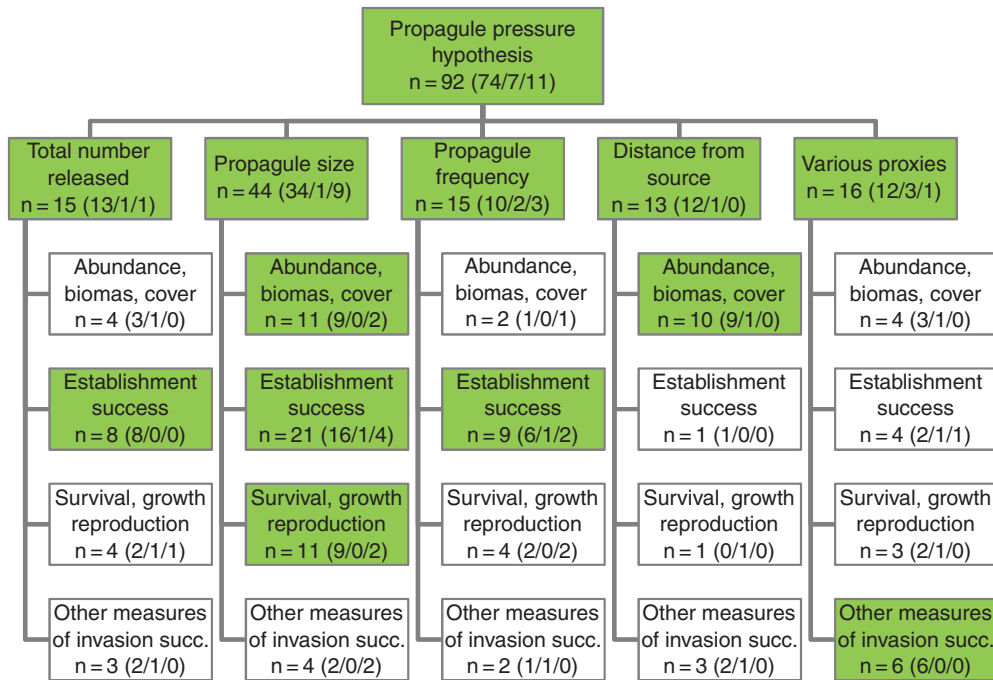 Propagule pressure
hypothesis
n = 92 (74/7/11)
Total number
released
n = 15 (13/1/1)
Propagule size
n = 44 (34/1/9)
Propagule
frequency
n = 15 (10/2/3)
Distance from
source
n = 13 (12/1/0)
Various proxies
n = 16 (12/3/1)
Abundance,
biomas, cover
n = 4 (3/1/0)
Abundance,
biomas, cover
n = 11 (9/0/2)
Abundance,
biomas, cover
n = 2 (1/0/1)
Abundance,
biomas, cover
n = 10 (9/1/0)
Abundance,
biomas, cover
n = 4 (3/1/0)
Establishment
success
n = 8 (8/0/0)
Establishment
success
n = 21 (16/1/4)
Establishment
success
n = 9 (6/1/2)
Establishment
success
n = 1 (1/0/0)
Establishment
success
n = 4 (2/1/1)
Survival, growth
reproduction
n = 4 (2/1/1)
Survival, growth
reproduction
n = 11 (9/0/2)
Survival, growth
reproduction
n = 4 (2/0/2)
Survival, growth
reproduction
n = 1 (0/1/0)
Survival, growth
reproduction
n = 3 (2/1/0)
Other measures
of invasion succ.
n = 3 (2/1/0)
Other measures
of invasion succ.
n = 4 (2/0/2)
Other measures
of invasion succ.
n = 2 (1/1/0)
Other measures
of invasion succ.
n = 3 (2/1/0)
Other measures
of invasion succ.
n = 6 (6/0/0)